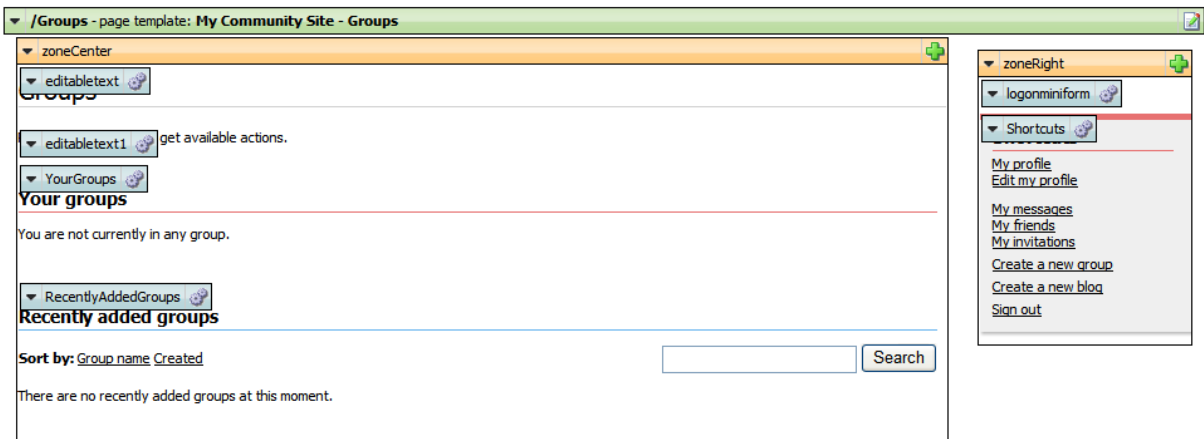 /Groups - page template: My Community Site - Groups
zoneCenter
editabletext
Groups
editabletext1 get available actions.
YourGroups
Your groups
You are not currently in any group.
RecentlyAddedGroups
Recently added groups
Sort by: Group name Created Search
There are no recently added groups at this moment.
zoneRight
logonminiform
Shortcuts
My profile
Edit my profile
My messages
My friends
My invitations
Create a new group
Create a new blog
Sign out